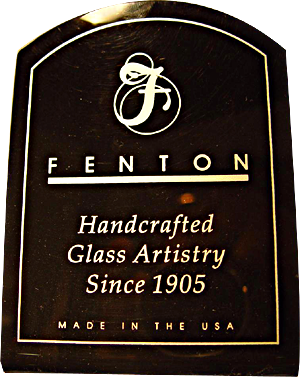 F
FENTON
Handcrafted
Glass Artistry
Since 1905
MADE IN THE USA